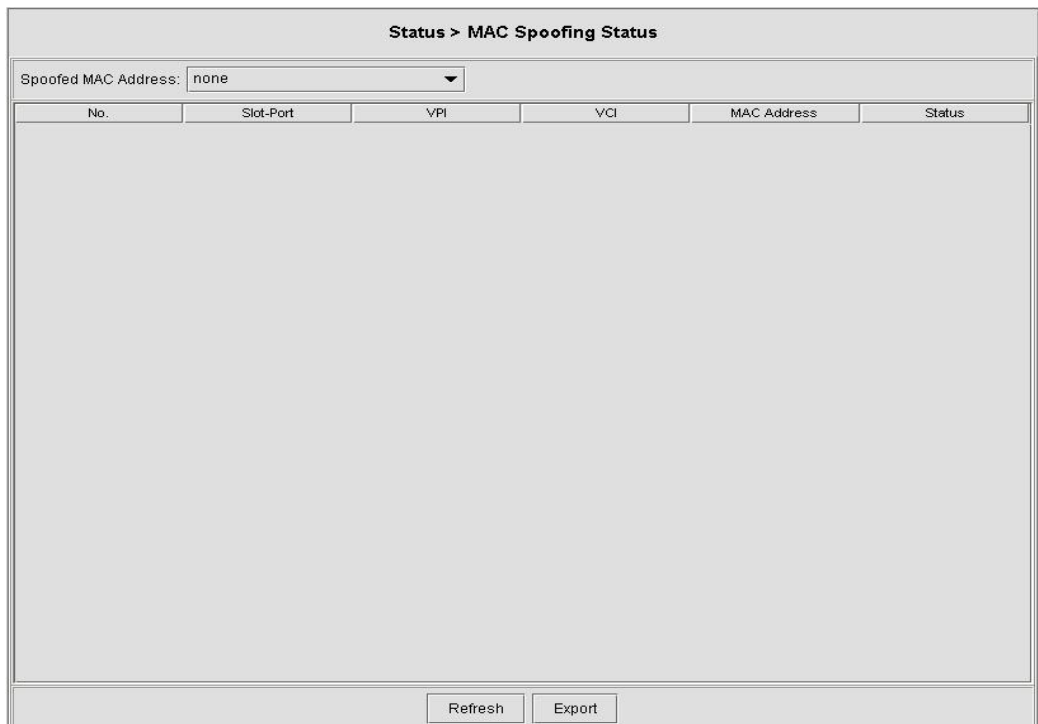 Status > MAC Spoofing Status
Spoofed MAC Address: none
No. Slot-Port VPI VCI MAC Address Status
Refresh Export